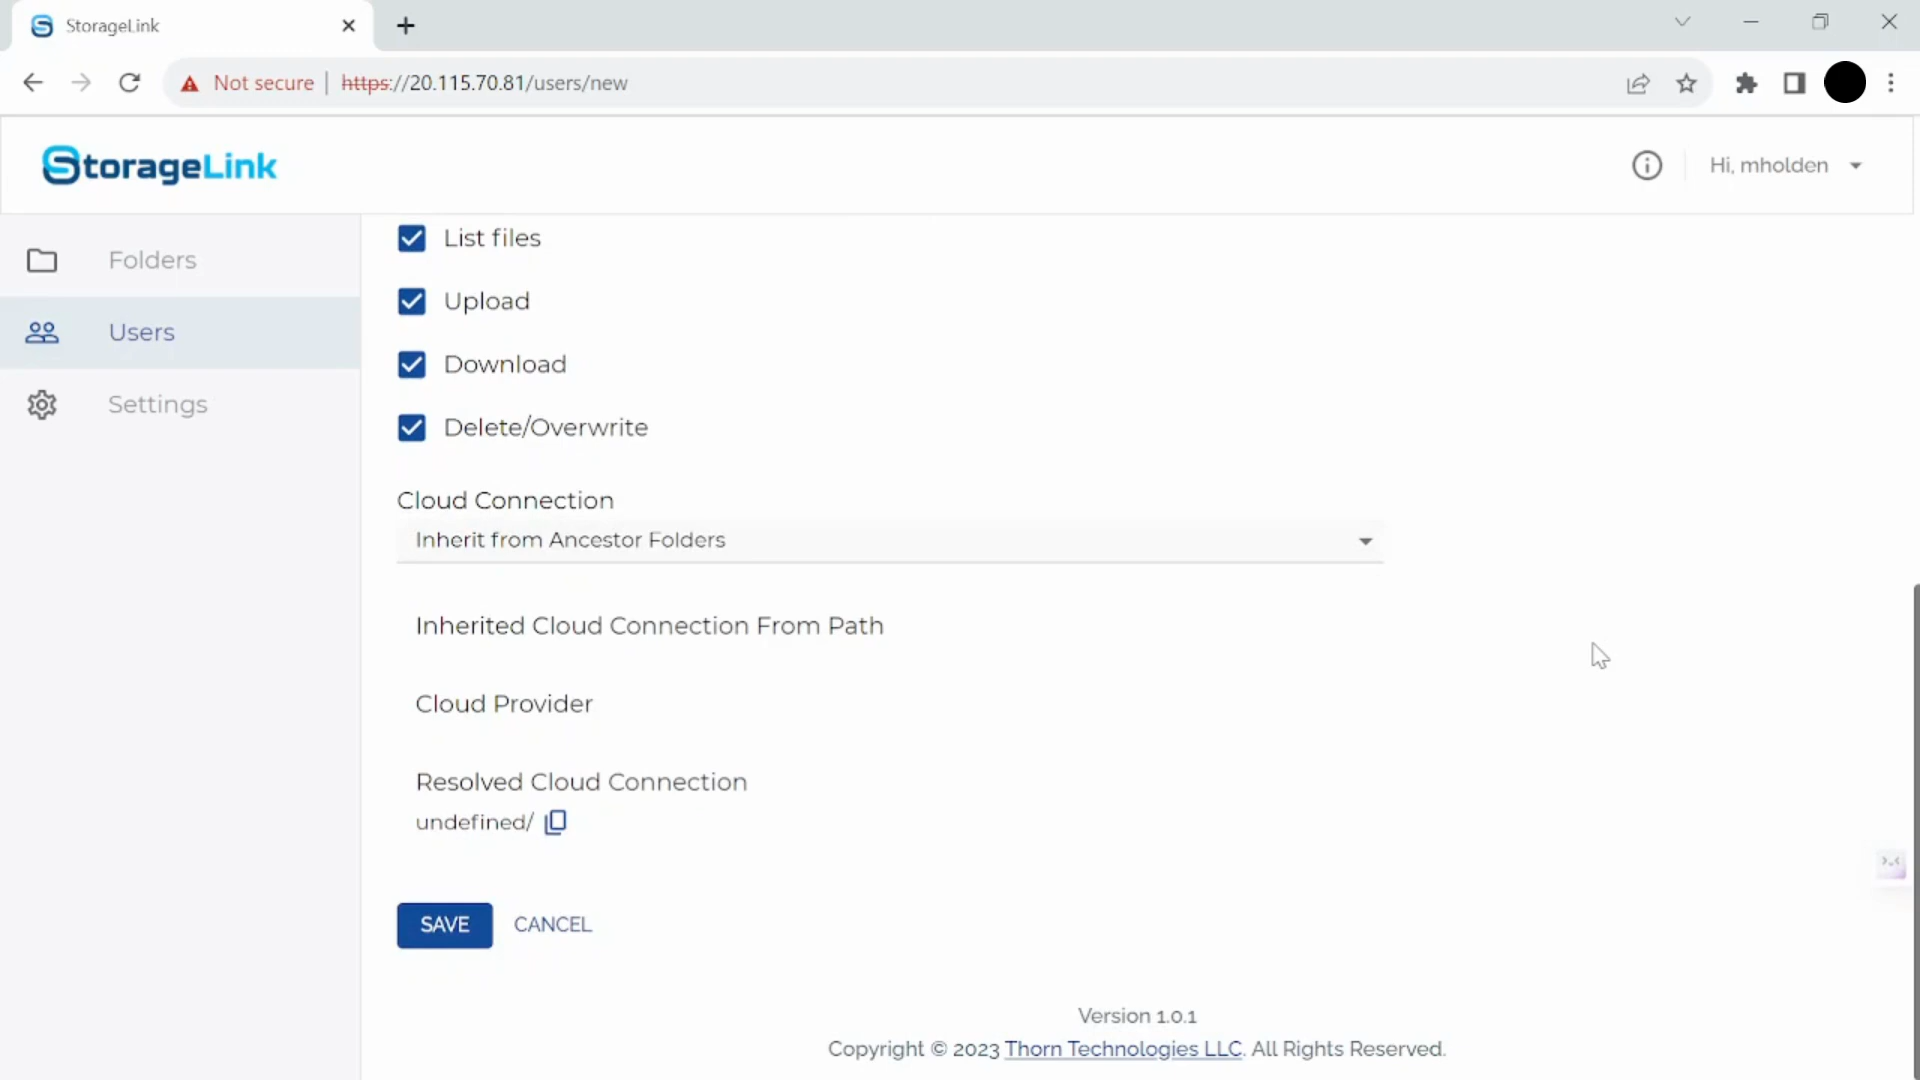 StorageLink
Not secure | https://20.115.70.81/users/new
StorageLink
Hi, mholden
Folders
Users
Settings
List files
Upload
Download
Delete/Overwrite
Cloud Connection
Inherit from Ancestor Folders
Inherited Cloud Connection From Path
Cloud Provider
Resolved Cloud Connection
undefined/
SAVE CANCEL
Version 1.0.1
Copyright © 2023 Thorn Technologies LLC. All Rights Reserved.